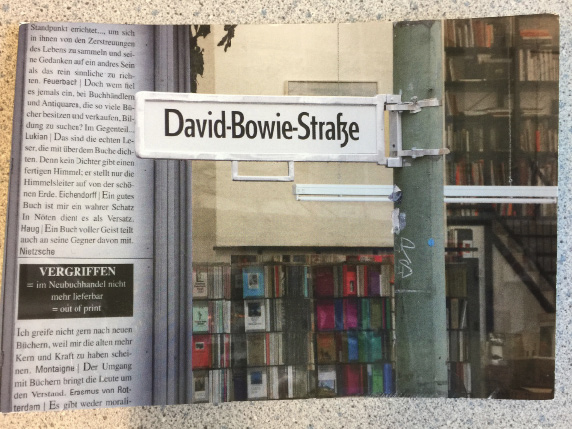 Standpunkt errichtet..., um sich
in ihnen von den Zerstreuungen
des Lebens zu sammeln und sei-
ne Gedanken auf ein andres Sein
als das rein sinnliche zu rich-
ten. Feuerbach | Doch wem fiel
es jemals ein, bei Buchhändlern
und Antiquares, die so viele Bü-
cher besitzen und verkaufen, Bil-
dung zu suchen? Im Gegenteil...
Lukian | Das sind die echten Le-
ser, die mit über dem Buche dich-
ten. Denn kein Dichter gibt einen
fertigen Himmel; er stellt nur die
Himmelsleiter auf von der schö-
nen Erde. Eichendorff | Ein gutes
Buch ist mir ein wahrer Schatz
In Nöten dient es als Versatz.
Haug | Ein Buch voller Geist teilt
auch an seine Gegner davon mit.
Nietzsche
VERGRIFFEN
= im Neubuchhandel nicht
mehr lieferbar
= out of print
Ich greife nicht gern nach neuen
Büchern, weil mir die alten mehr
Kern und Kraft zu haben schei-
nen. Montaigne | Der Umgang
mit Büchern bringt die Leute um
den Verstand. Erasmus von Rot-
terdam | Es gibt weder morali-
David-Bowie-Straße